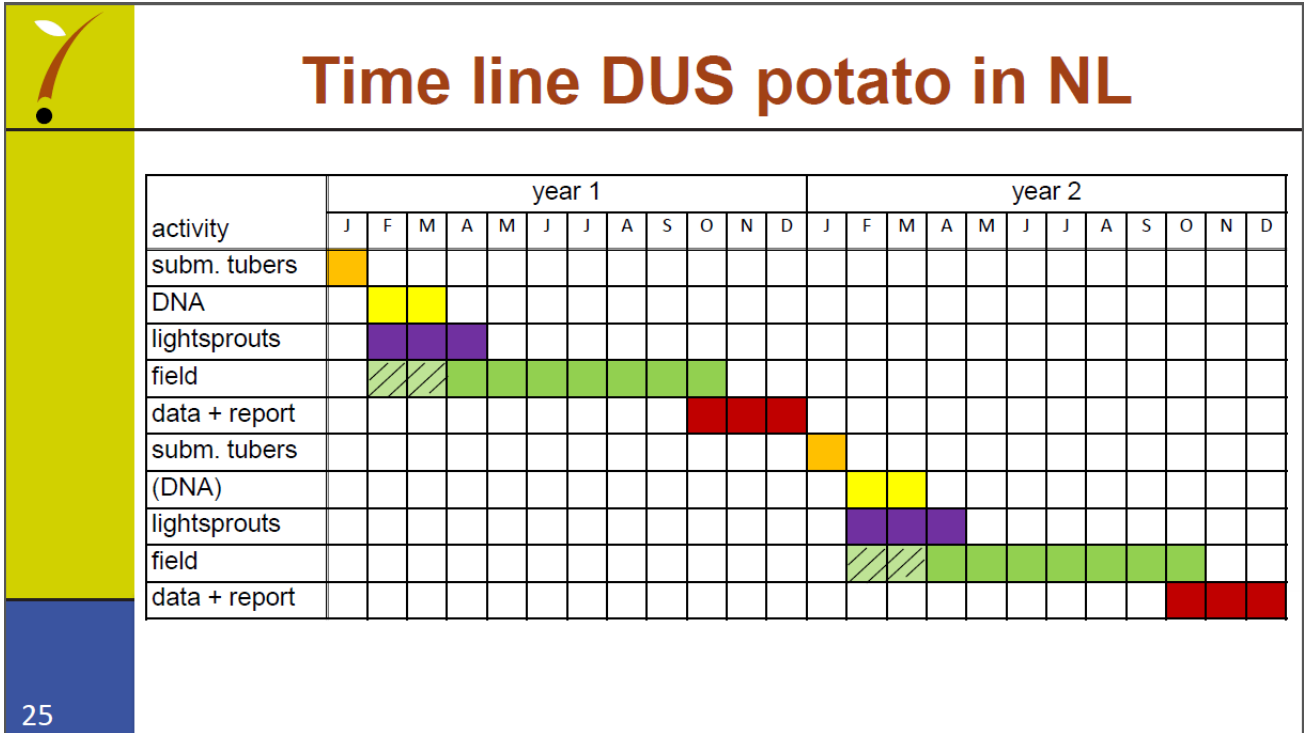 Time line DUS potato in NL
year 1 year 2
activity J F M A M J J A S O N D J F M A M J J A S O N D
subm. tubers
DNA
lightsprouts
field
data + report
subm. tubers
(DNA)
lightsprouts
field
data + report
25